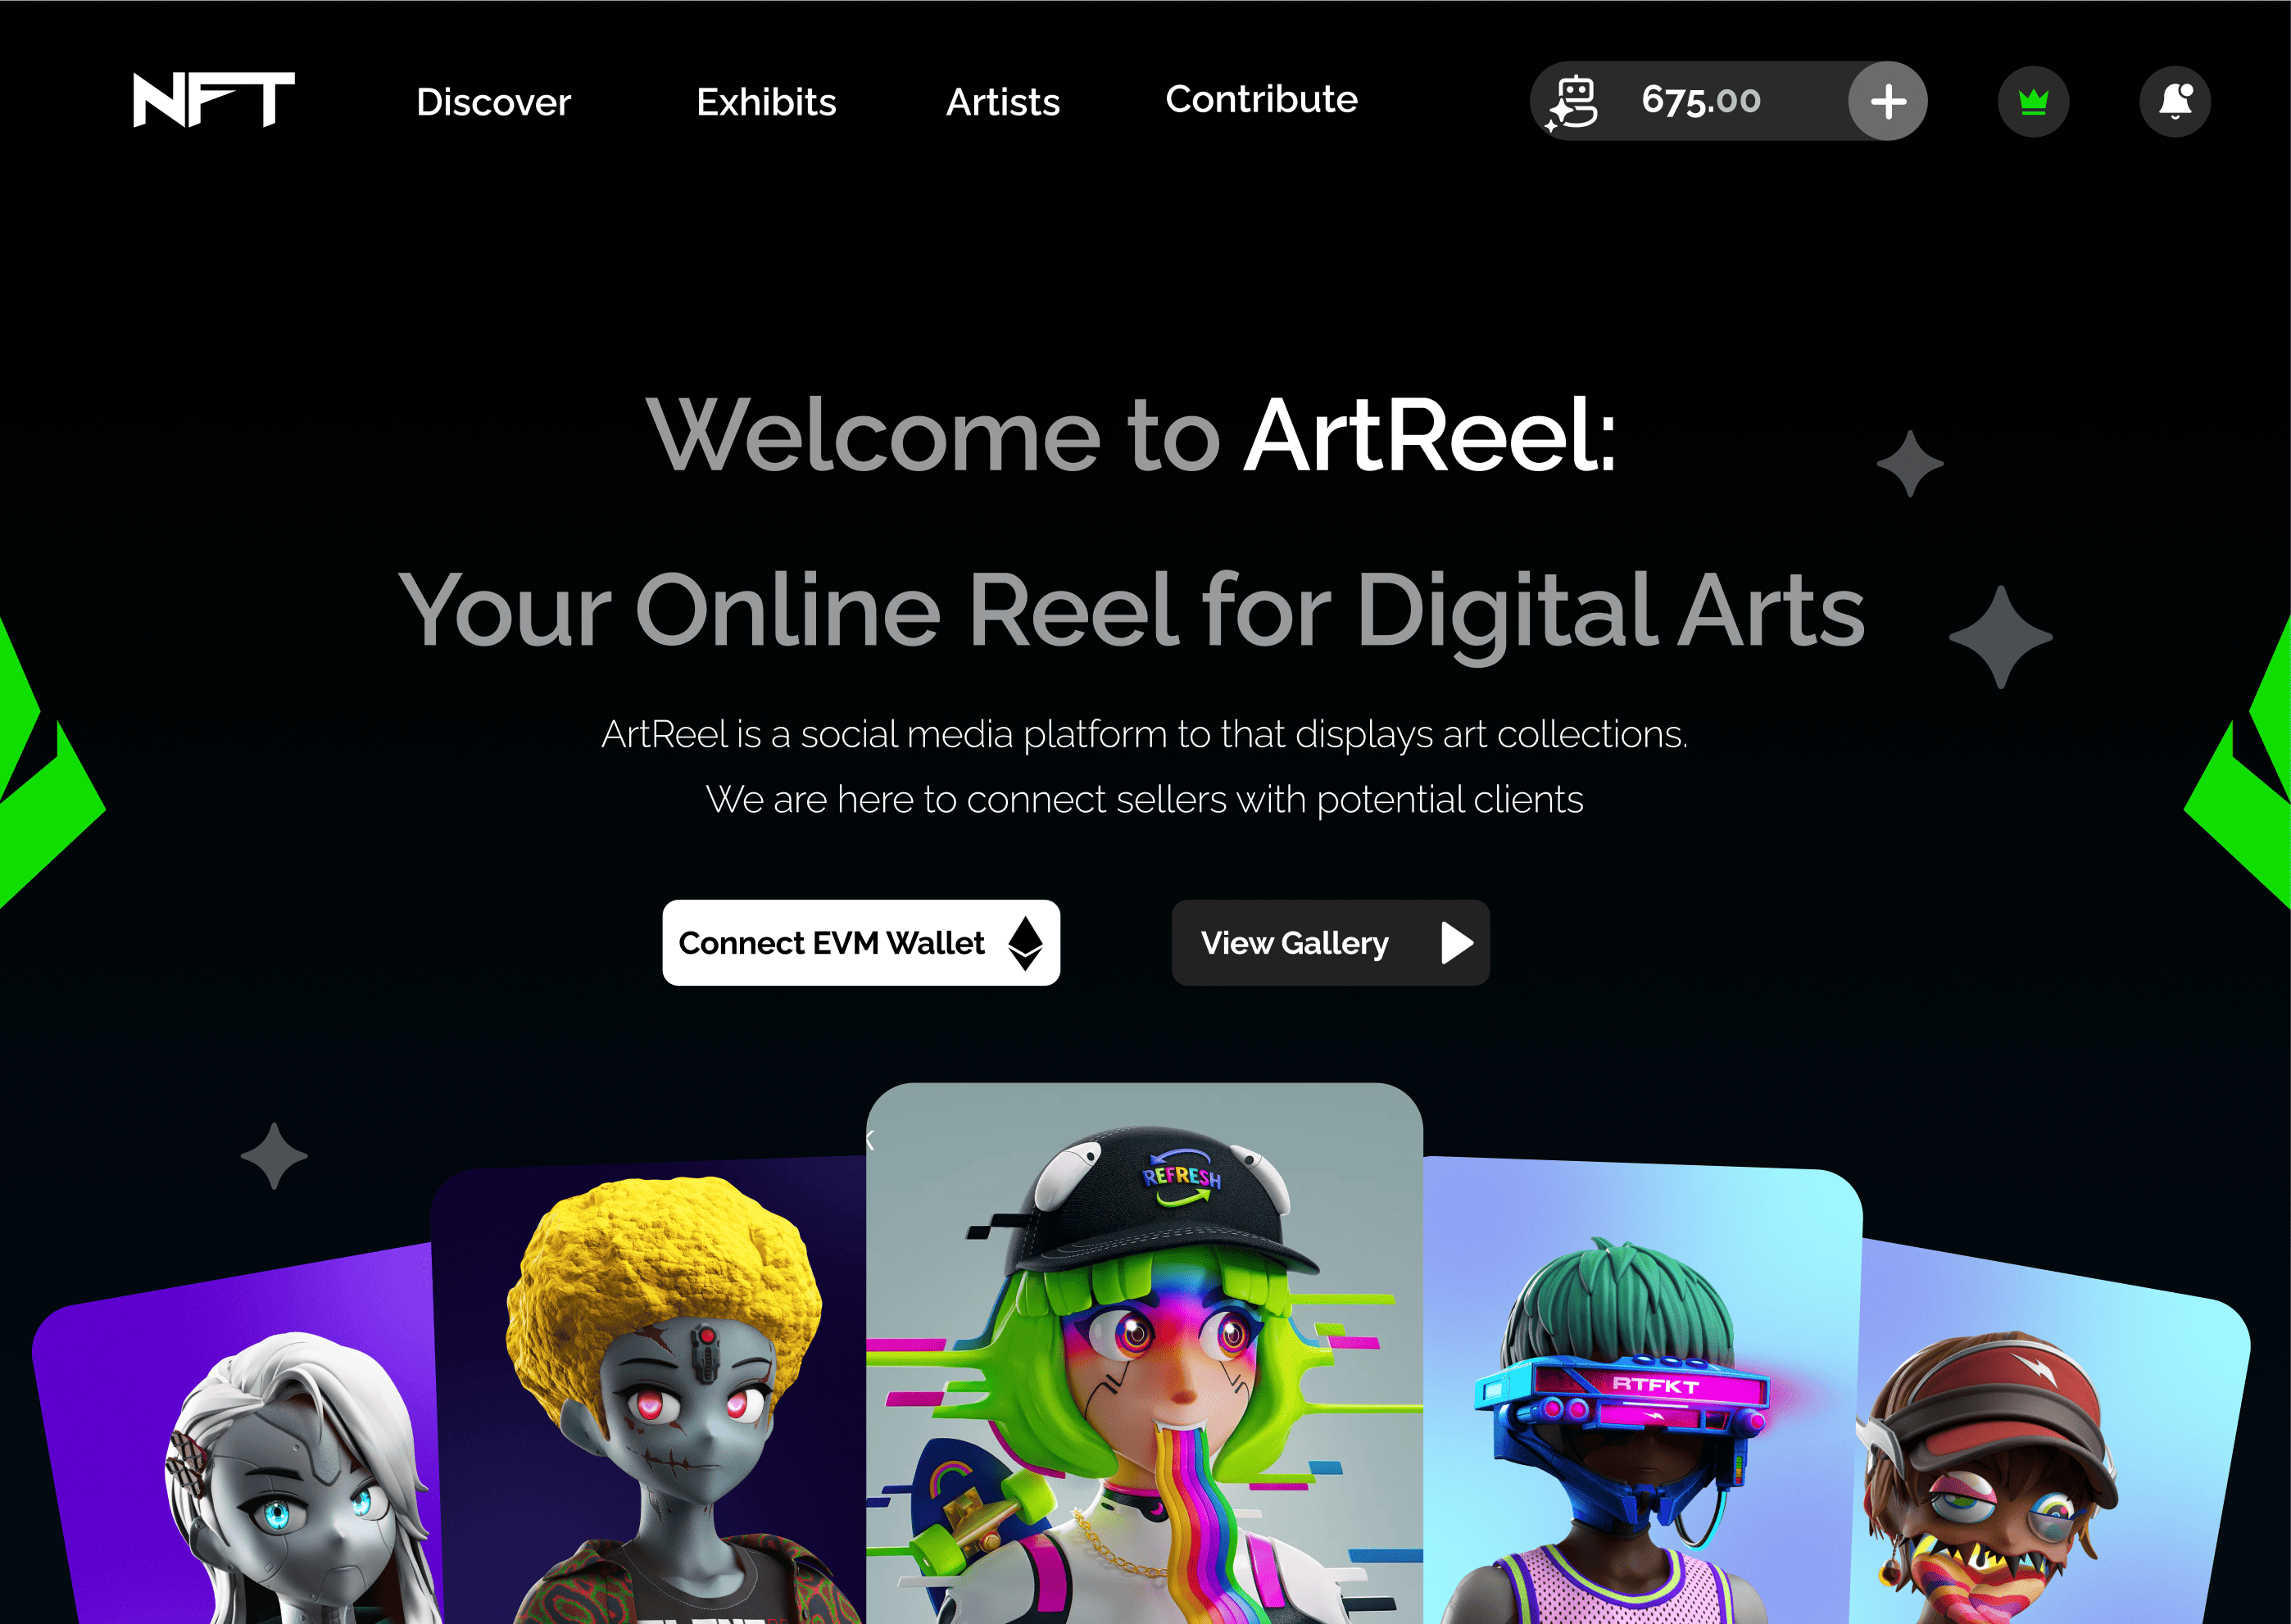 NFT Discover Exhibits Artists Contribute 675.00
Welcome to ArtReel:
Your Online Reel for Digital Arts
ArtReel is a social media platform to that displays art collections.
We are here to connect sellers with potential clients
Connect EVM Wallet View Gallery
REFRESH
RTFKT